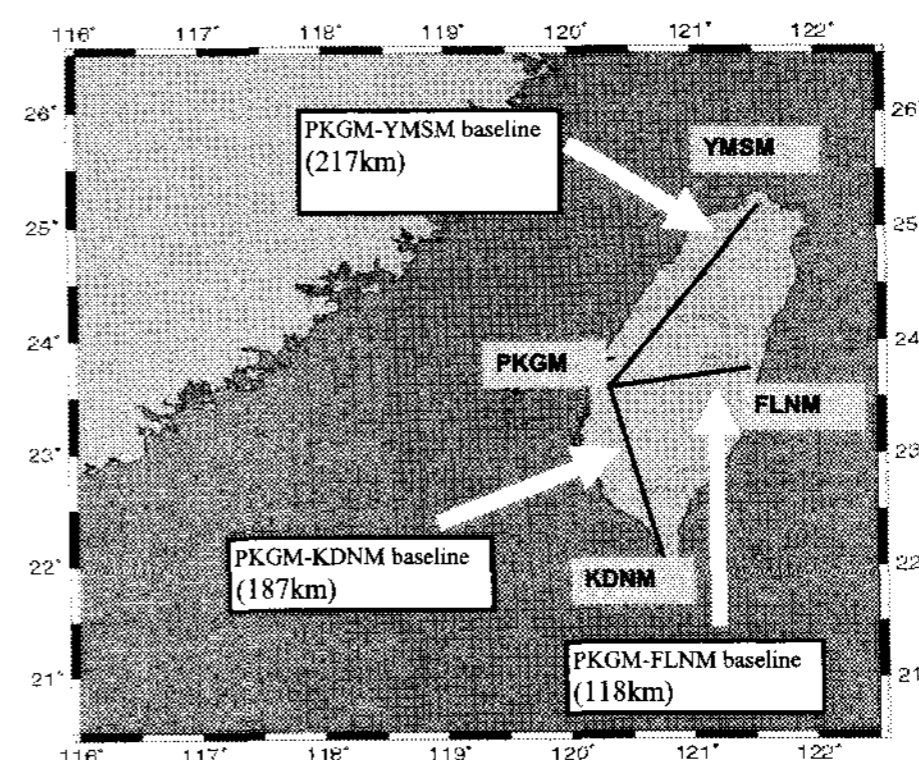 116° 117° 118° 119° 120° 121° 122°
26° 26
PKGM-YMSM baseline
(217km)
YMSM
25° 25
24° 24
PKGM
FLNM
23° 23
PKGM-KDNM baseline
(187km)
22° 22
KDNM
PKGM-FLNM baseline
(118km)
21° 21
116° 117° 118° 119° 120° 121° 122°